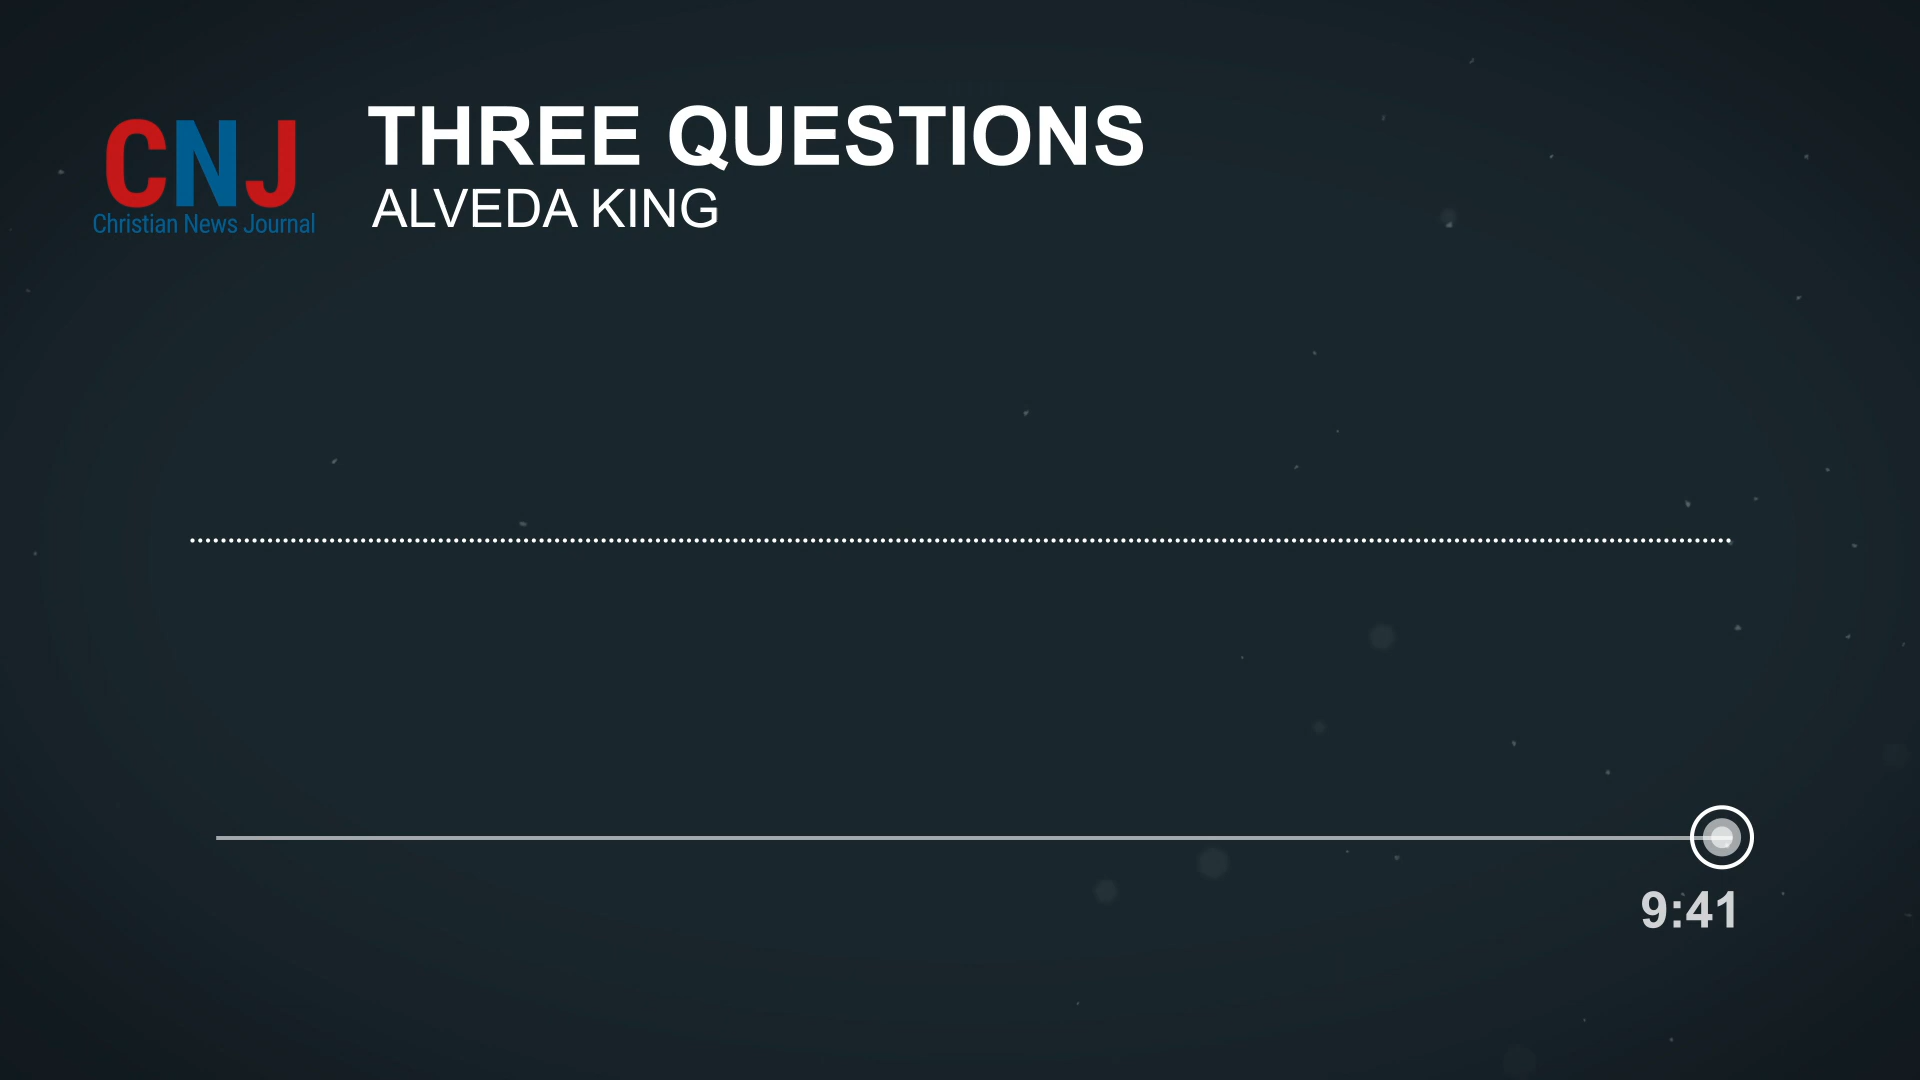 CNJ
Christian News Journal
THREE QUESTIONS
ALVEDA KING
9:41